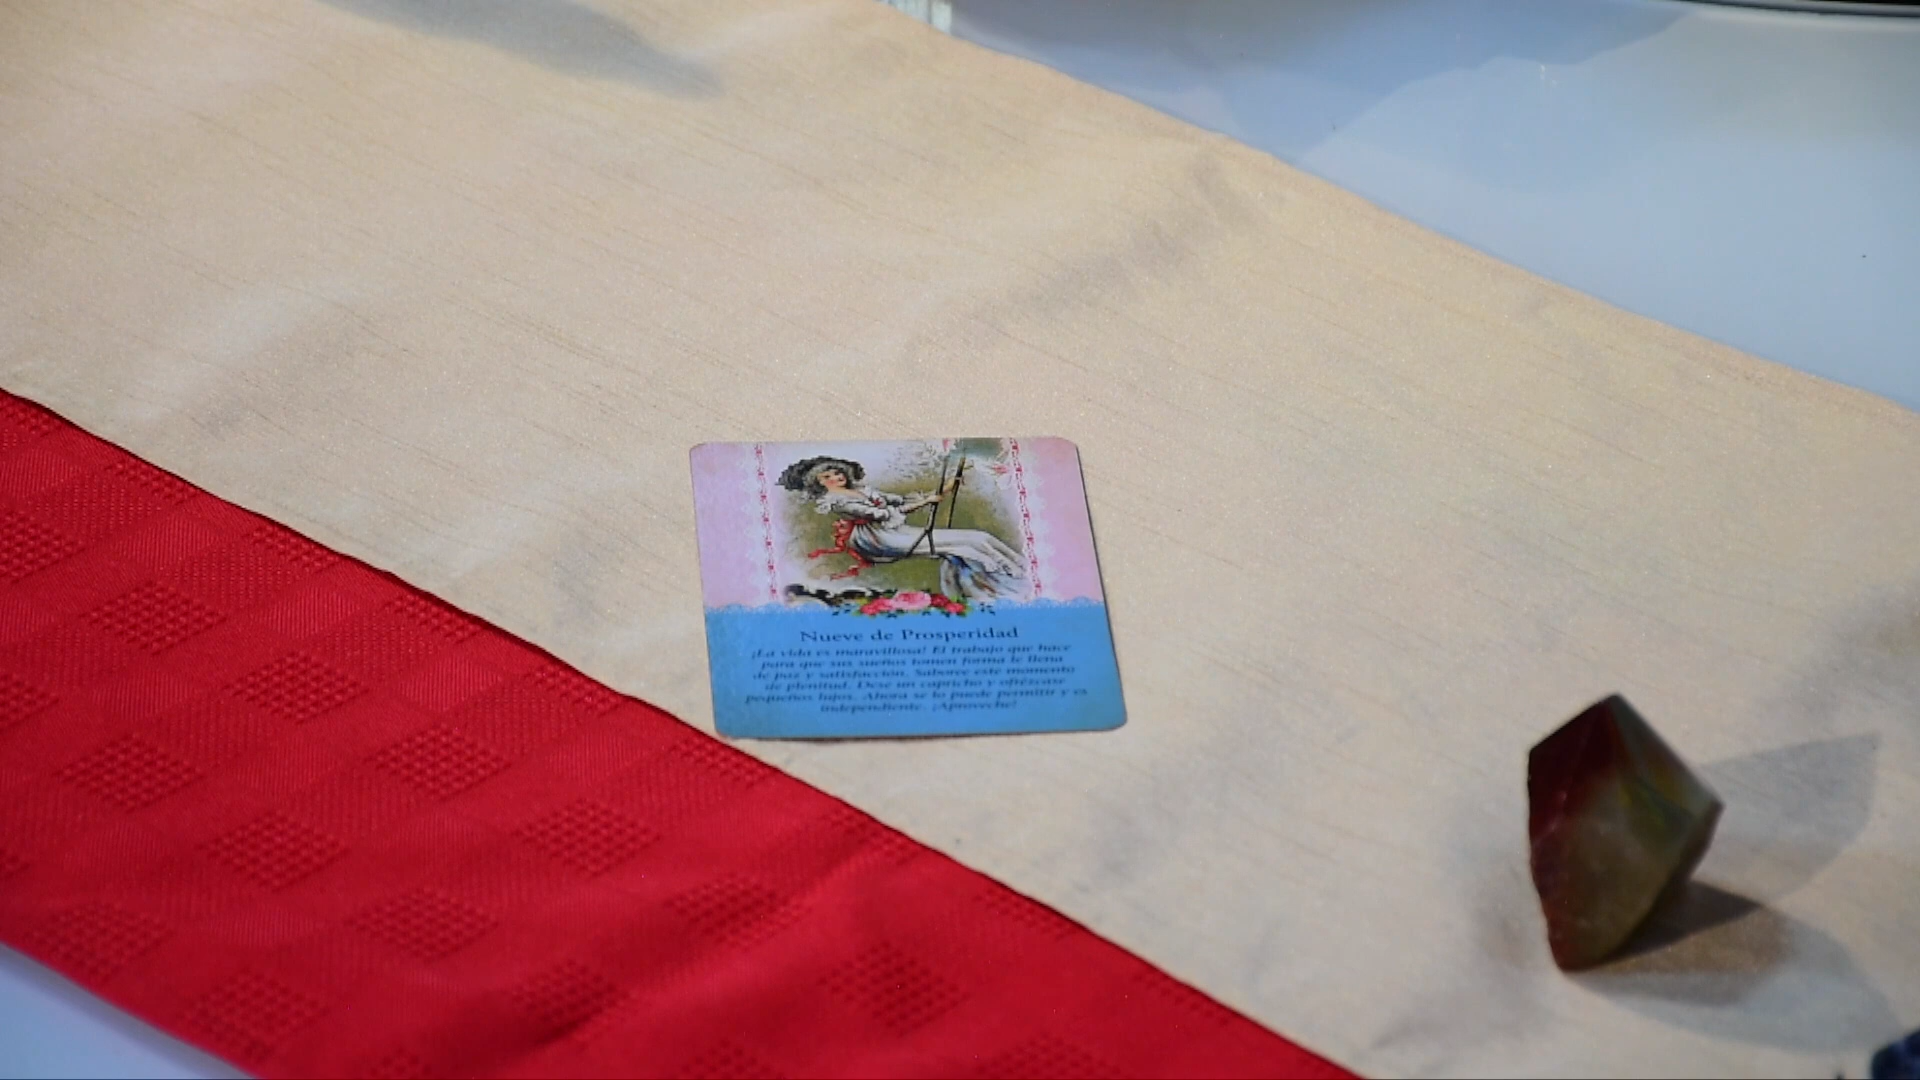 Nueve de Prosperidad
¡La vida es maravillosa! El trabajo que hace
para que sus sueños tomen forma le llena
de paz y satisfacción. Saboree este momento
de plenitud. Dese un capricho y ofrézcase
pequeños lujos. Ahora se lo puede permitir y es
independiente. ¡Aproveche!